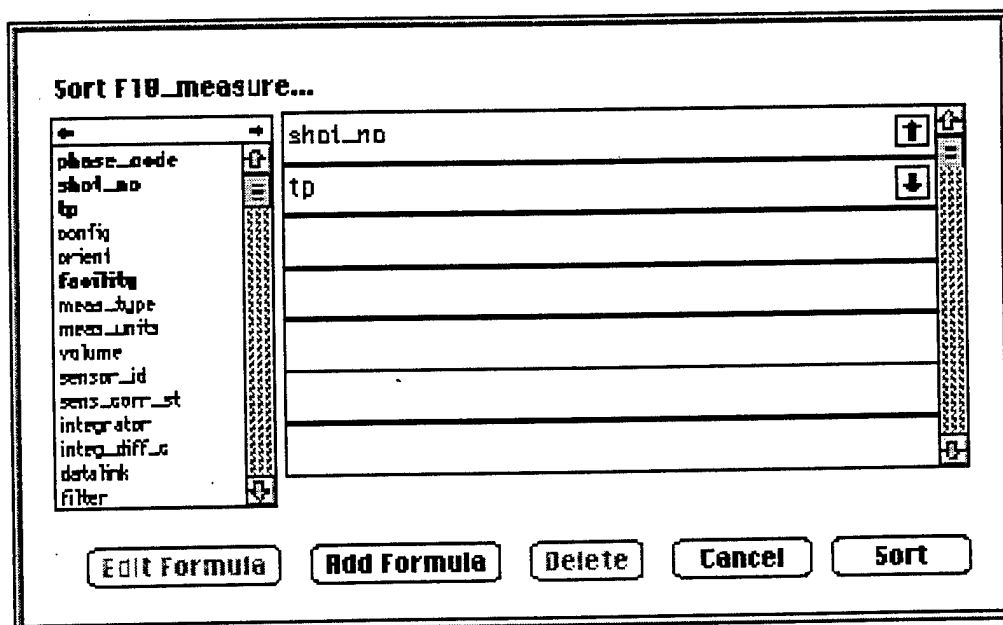 Sort F18_measure...
phase_code
shot_no
tp
config
orient
facility
meas_type
meas_units
volume
sensor_id
sens_corr_st
integrator
integ_diff_c
datalink
filter
shot_no
tp
Edit Formula
Add Formula
Delete
Cancel
Sort